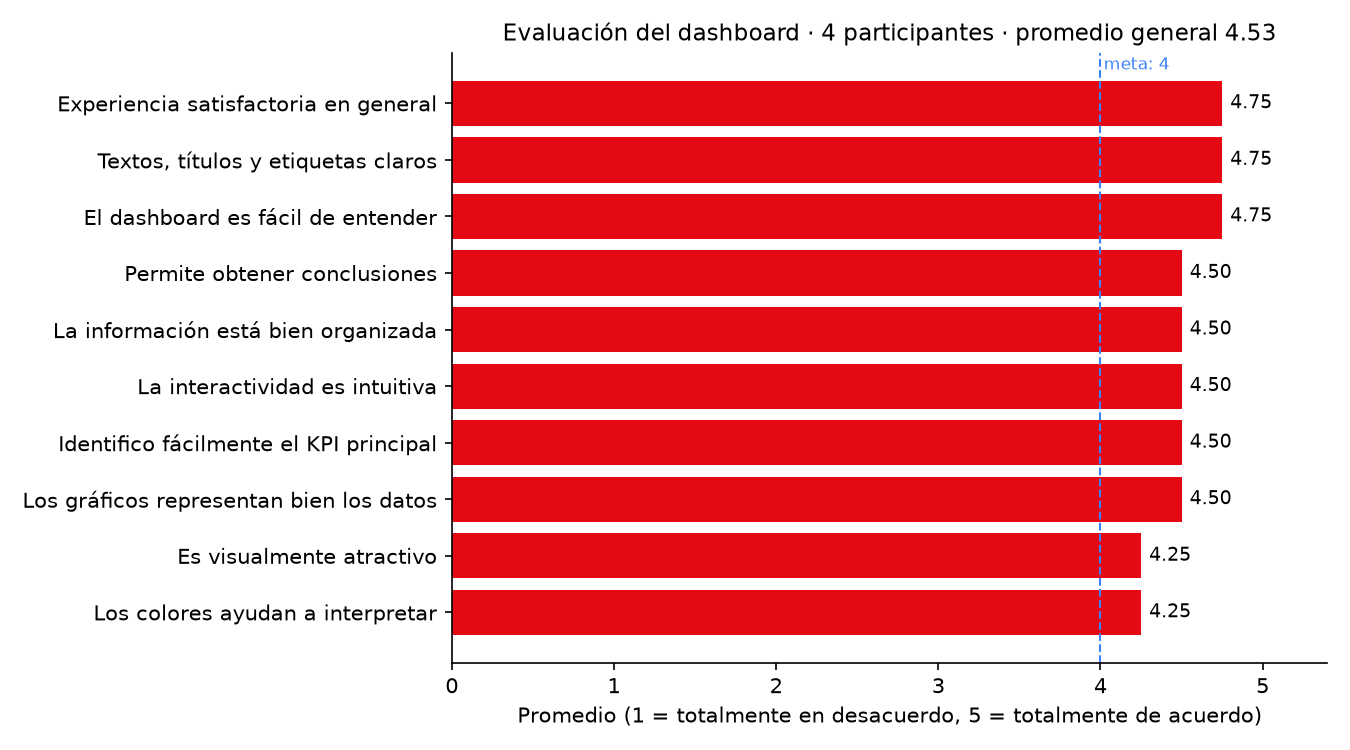 Evaluación del dashboard · 4 participantes · promedio general 4.53
meta: 4
Experiencia satisfactoria en general 4.75
Textos, títulos y etiquetas claros 4.75
El dashboard es fácil de entender 4.75
Permite obtener conclusiones 4.50
La información está bien organizada 4.50
La interactividad es intuitiva 4.50
Identifico fácilmente el KPI principal 4.50
Los gráficos representan bien los datos 4.50
Es visualmente atractivo 4.25
Los colores ayudan a interpretar 4.25
0 1 2 3 4 5
Promedio (1 = totalmente en desacuerdo, 5 = totalmente de acuerdo)